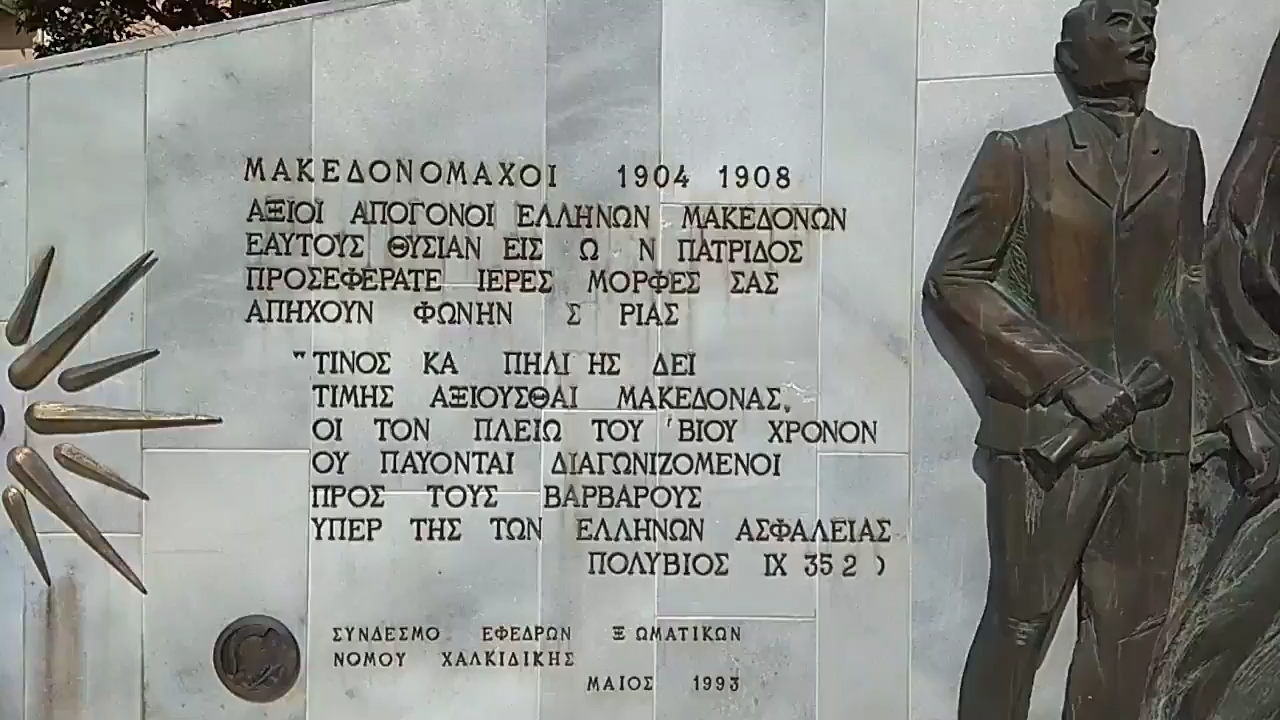 ΜΑΚΕΔΟΝΟΜΑΧΟΙ 1904 1908
ΑΞΙΟΙ ΑΠΟΓΟΝΟΙ ΕΛΛΗΝΩΝ ΜΑΚΕΔΟΝΩΝ
ΕΑΥΤΟΥΣ ΘΥΣΙΑΝ ΕΙΣ Ω Ν ΠΑΤΡΙΔΟΣ
ΠΡΟΣΕΦΕΡΑΤΕ ΙΕΡΕΣ ΜΟΡΦΕΣ ΣΑΣ
ΑΠΗΧΟΥΝ ΦΩΝΗΝ Σ ΡΙΑΣ
"ΤΙΝΟΣ ΚΑ ΠΗΛΙ ΗΣ ΔΕΙ
ΤΙΜΗΣ ΑΞΙΟΥΣΘΑΙ ΜΑΚΕΔΟΝΑΣ,
ΟΙ ΤΟΝ ΠΛΕΙΩ ΤΟΥ ΒΙΟΥ ΧΡΟΝΟΝ
ΟΥ ΠΑΥΟΝΤΑΙ ΔΙΑΓΩΝΙΖΟΜΕΝΟΙ
ΠΡΟΣ ΤΟΥΣ ΒΑΡΒΑΡΟΥΣ
ΥΠΕΡ ΤΗΣ ΤΩΝ ΕΛΛΗΝΩΝ ΑΣΦΑΛΕΙΑΣ
ΠΟΛΥΒΙΟΣ ΙΧ 35 2 )
ΣΥΝΔΕΣΜΟ ΕΦΕΔΡΩΝ Ξ ΩΜΑΤΙΚΩΝ
ΝΟΜΟΥ ΧΑΛΚΙΔΙΚΗΣ
ΜΑΙΟΣ 1993